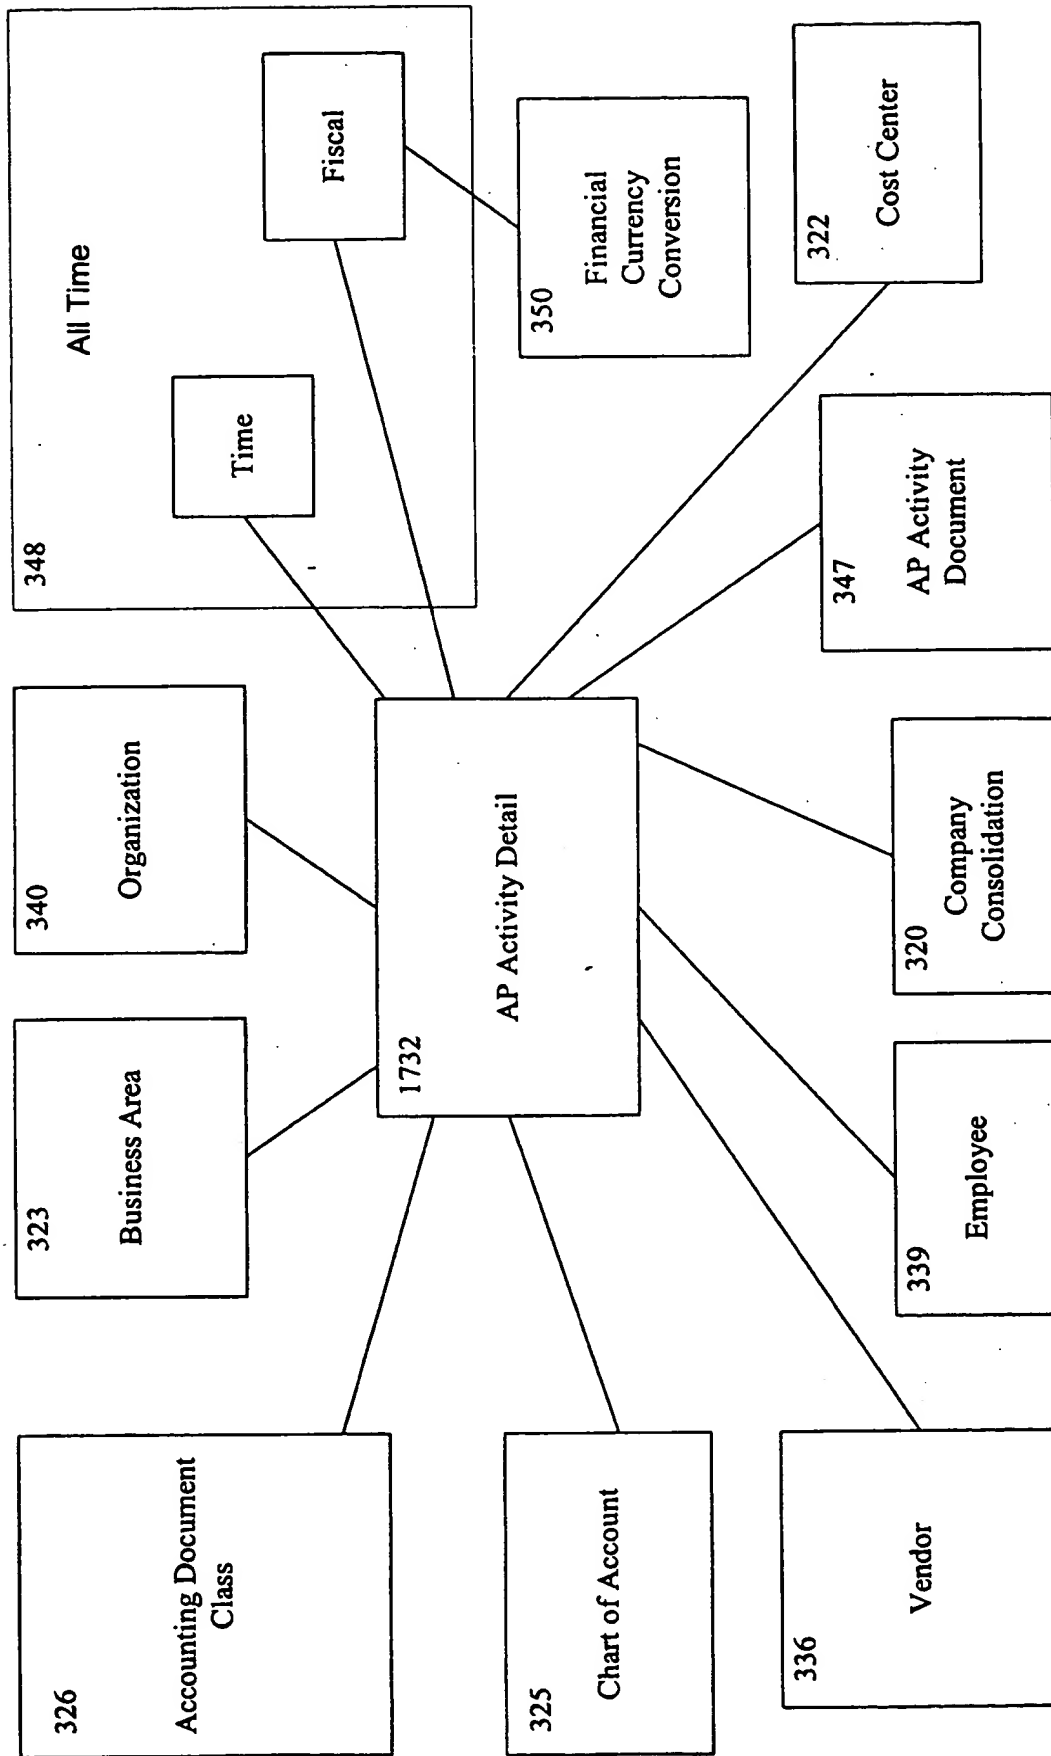 326
Accounting Document
Class
323
Business Area
340
Organization
348
All Time
Time
Fiscal
325
Chart of Account
1732
AP Activity Detail
350
Financial
Currency
Conversion
336
Vendor
339
Employee
320
Company
Consolidation
347
AP Activity
Document
322
Cost Center